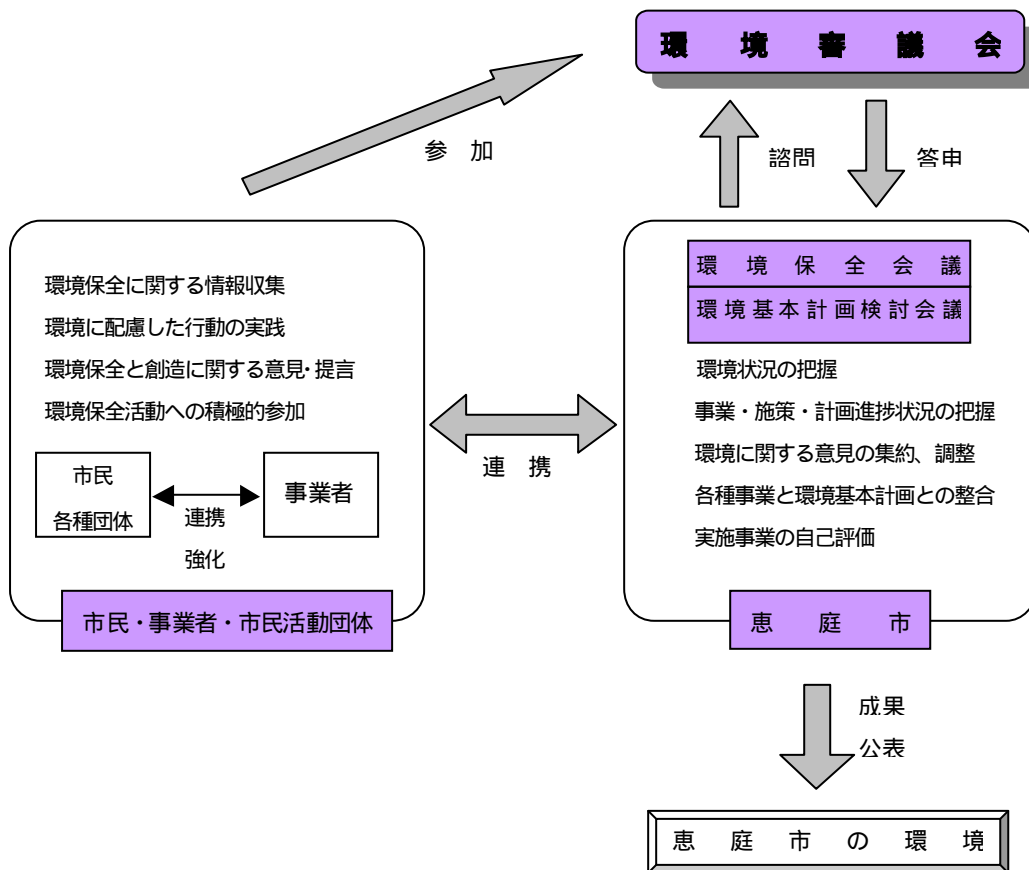 環境審議会
参加
諮問
答申
環境保全に関する情報収集
環境に配慮した行動の実践
環境保全と創造に関する意見・提言
環境保全活動への積極的参加
市民
各種団体
連携
強化
事業者
市民・事業者・市民活動団体
連携
環境保全会議
環境基本計画検討会議
環境状況の把握
事業・施策・計画進捗状況の把握
環境に関する意見の集約、調整
各種事業と環境基本計画との整合
実施事業の自己評価
恵庭市
成果
公表
恵庭市の環境